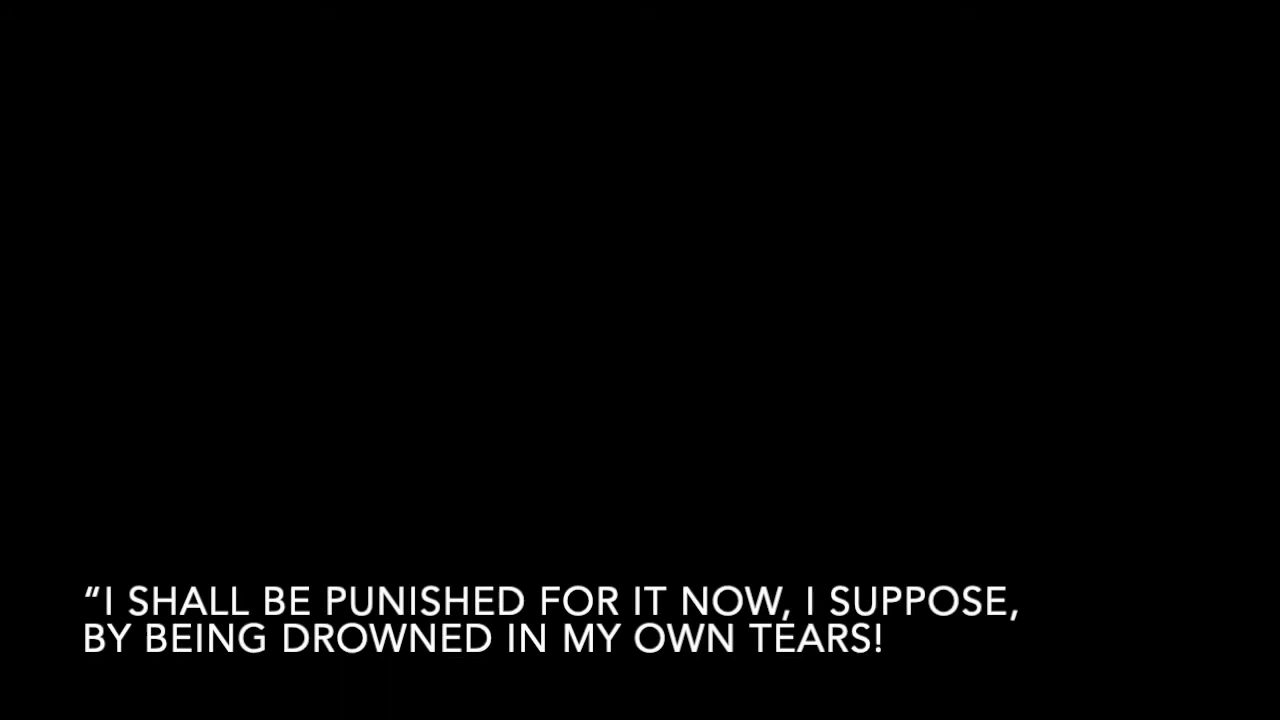 “I SHALL BE PUNISHED FOR IT NOW, I SUPPOSE,
BY BEING DROWNED IN MY OWN TEARS!